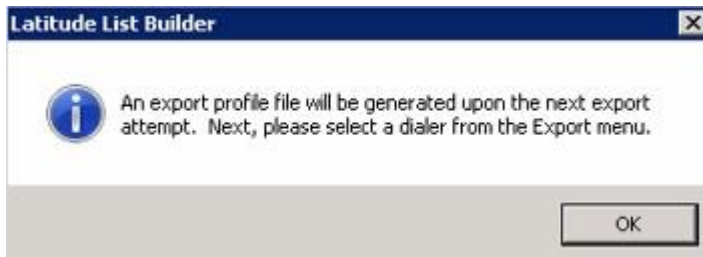 Latitude List Builder
An export profile file will be generated upon the next export
attempt. Next, please select a dialer from the Export menu.
OK